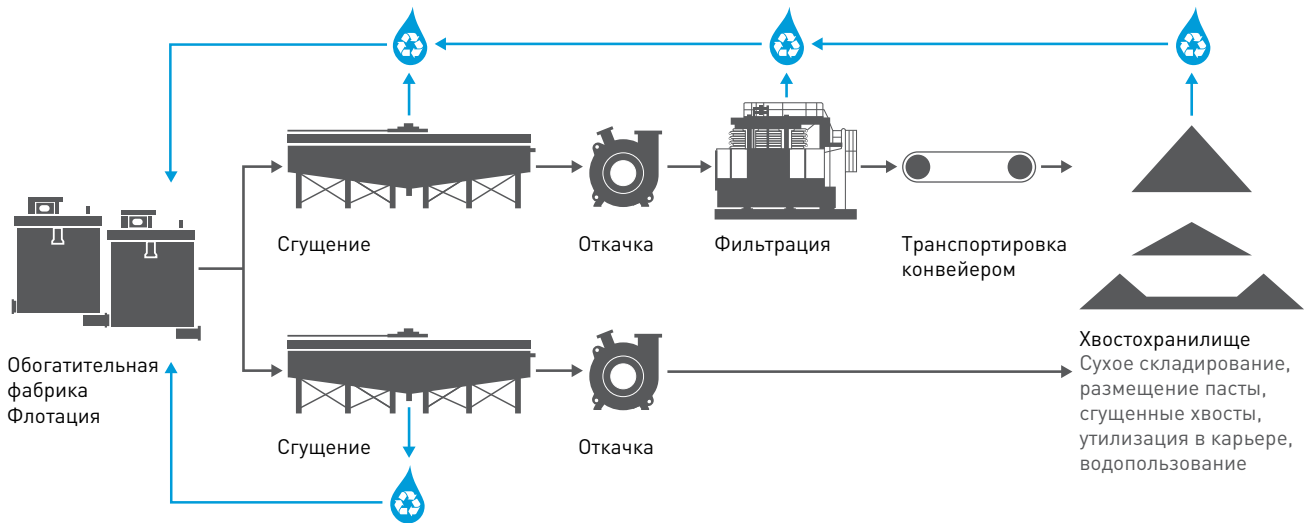 Сгущение
Откачка
Фильтрация
Транспортировка
конвейером
Обогатительная
фабрика
Флотация
Сгущение
Откачка
Хвостохранилище
Сухое складирование,
размещение пасты,
сгущенные хвосты,
утилизация в карьере,
водопользование